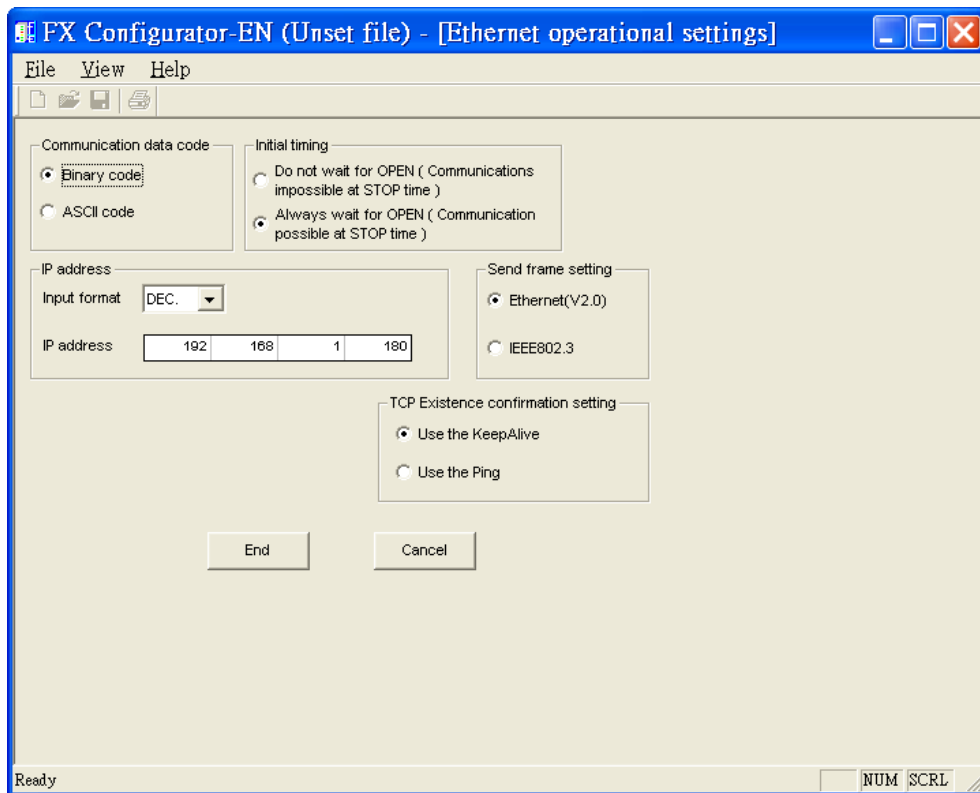 FX Configurator-EN (Unset file) - [Ethernet operational settings]
File View Help
Communication data code
Binary code
ASCII code
Initial timing
Do not wait for OPEN ( Communications
impossible at STOP time )
Always wait for OPEN ( Communication
possible at STOP time )
IP address
Input format DEC.
IP address 192 168 1 180
Send frame setting
Ethernet(V2.0)
IEEE802.3
TCP Existence confirmation setting
Use the KeepAlive
Use the Ping
End Cancel
Ready NUM SCRL